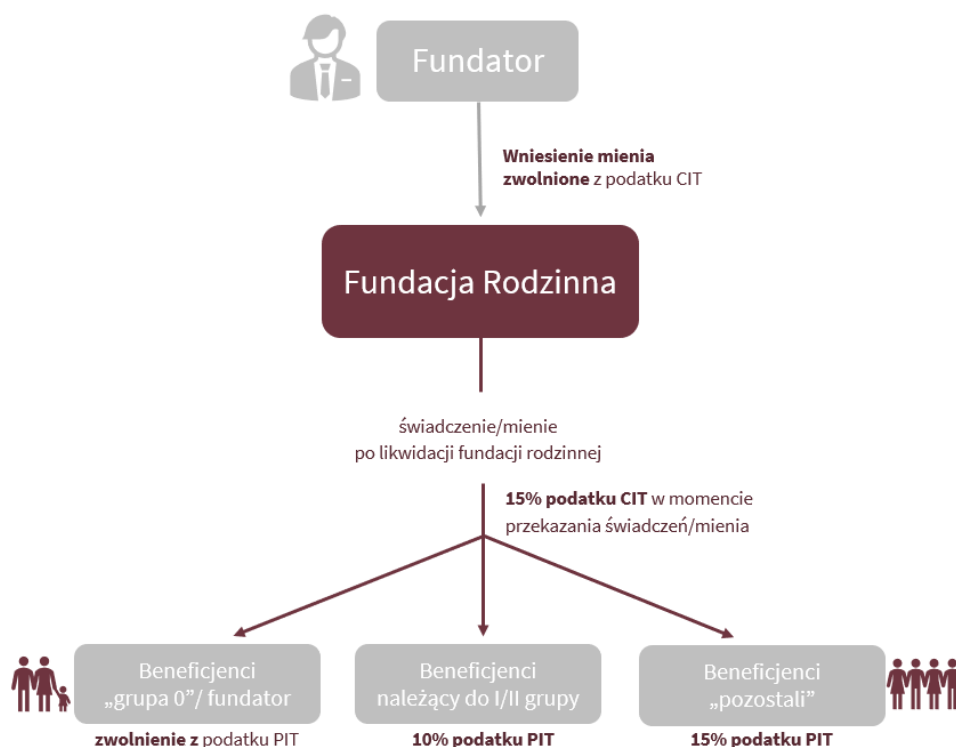 Fundator
Wniesienie mienia
zwolnione z podatku CIT
Fundacja Rodzinna
świadczenie/mienie
po likwidacji fundacji rodzinnej
15% podatku CIT w momencie
przekazania świadczeń/mienia
Beneficjenci
„grupa 0”/ fundator
zwolnienie z podatku PIT
Beneficjenci
należący do I/II grupy
10% podatku PIT
Beneficjenci
„pozostali”
15% podatku PIT